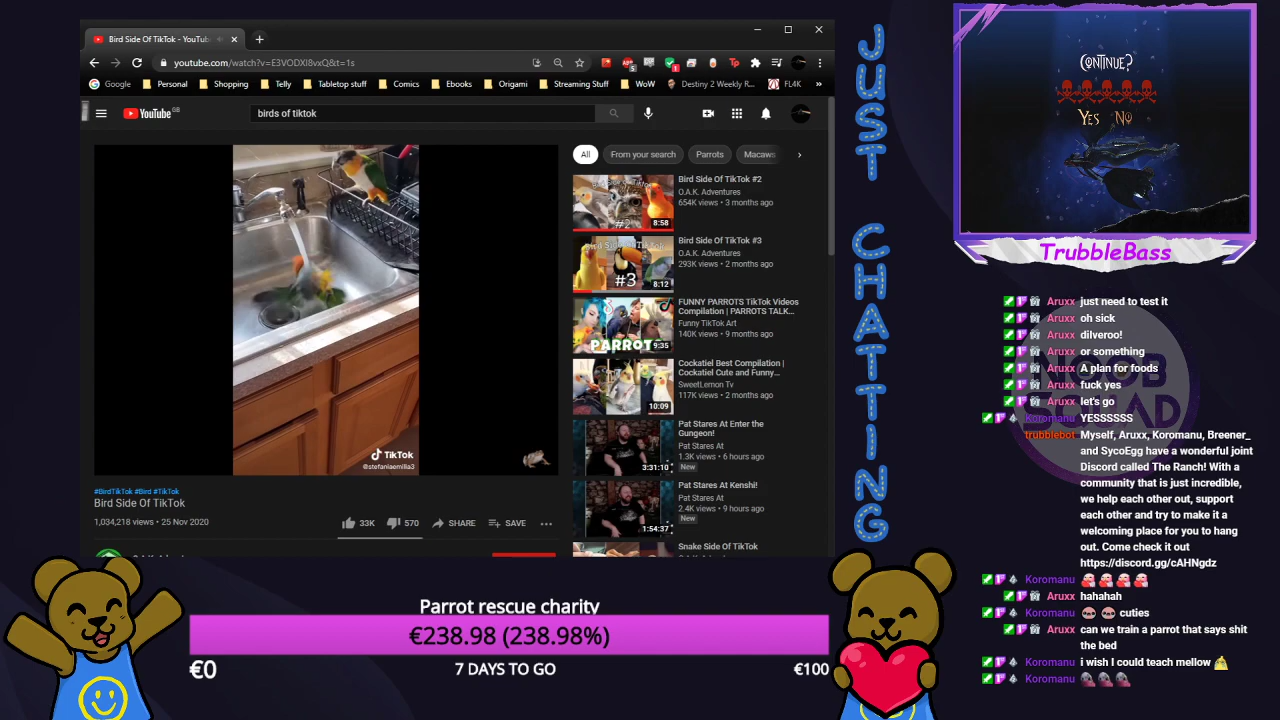 Bird Side Of TikTok - YouTub
youtube.com/watch?v=E3VODXl8vxQ&t=1s
Google Personal Shopping Telly Tabletop stuff Comics Ebooks Origami Streaming Stuff WoW Destiny 2 Weekly R... FL4K »
YouTube GB
birds of tiktok
All From your search Parrots Macaws
Bird Side Of TikTok #2
O.A.K. Adventures
654K views • 3 months ago
#2
8:58
Bird Side Of TikTok #3
O.A.K. Adventures
293K views • 2 months ago
#3
8:12
FUNNY PARROTS TikTok Videos
Compilation | PARROTS TALK...
Funny TikTok Art
140K views • 9 months ago
PARROT
9:35
Cockatiel Best Compilation |
Cockatiel Cute and Funny...
SweetLemon Tv
117K views • 2 months ago
10:09
Pat Stares At Enter the
Gungeon!
Pat Stares At
1.3K views • 6 hours ago
New
3:31:10
Pat Stares At Kenshi!
Pat Stares At
2.4K views • 9 hours ago
New
1:54:37
Snake Side Of TikTok
TikTok
@stefaniaemilia3
#BirdTikTok #Bird #TikTok
Bird Side Of TikTok
1,034,218 views • 25 Nov 2020
33K 570 SHARE SAVE
JUST CHATTING
CONTINUE?
YES NO
TrubbleBass
NOOB
SQUAD
Aruxx just need to test it
Aruxx oh sick
Aruxx dilveroo!
Aruxx or something
Aruxx A plan for foods
Aruxx fuck yes
Aruxx let's go
Koromanu YESSSSSS
trubblebot Myself, Aruxx, Koromanu, Breener_
and SycoEgg have a wonderful joint
Discord called The Ranch! With a
community that is just incredible,
we help each other out, support
each other and try to make it a
welcoming place for you to hang
out. Come check it out
https://discord.gg/cAHNgdz
Koromanu
Aruxx hahahah
Koromanu cuties
Aruxx can we train a parrot that says shit
the bed
Koromanu i wish I could teach mellow
Koromanu
Parrot rescue charity
€238.98 (238.98%)
€0 7 DAYS TO GO €100